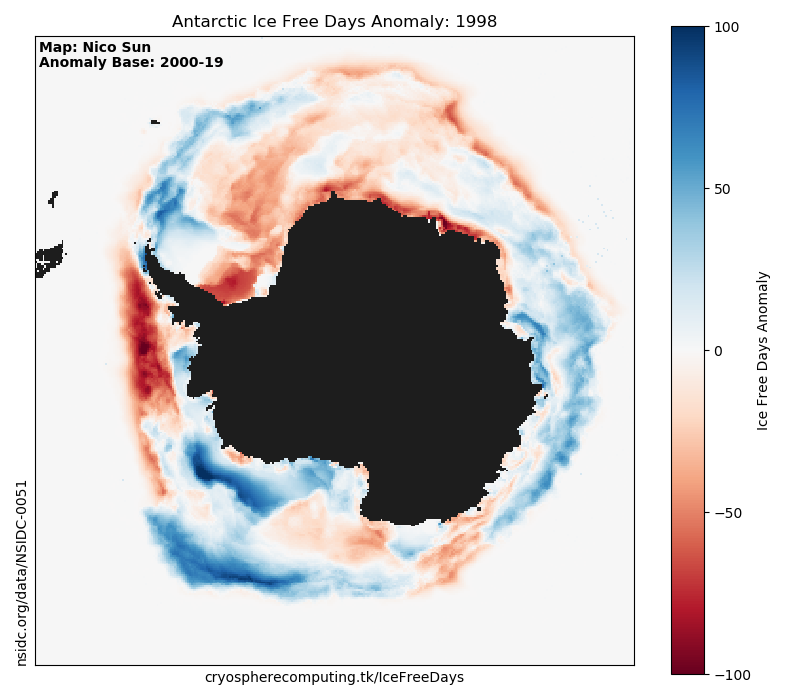 Antarctic Ice Free Days Anomaly: 1998
Map: Nico Sun
Anomaly Base: 2000-19
100
50
0
−50
−100
Ice Free Days Anomaly
nsidc.org/data/NSIDC-0051
cryospherecomputing.tk/IceFreeDays